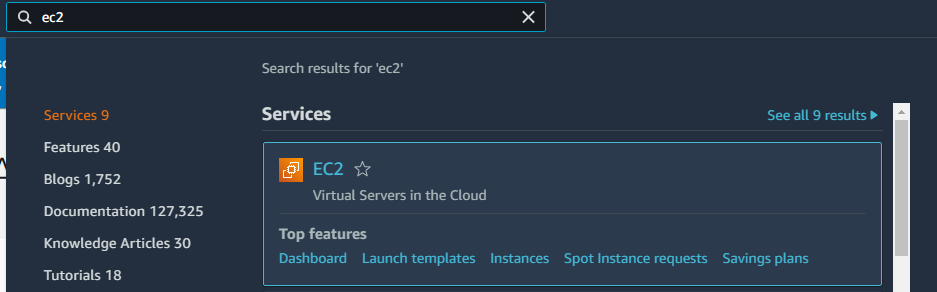 ec2
Search results for 'ec2'
Services 9
Features 40
Blogs 1,752
Documentation 127,325
Knowledge Articles 30
Tutorials 18
Services
See all 9 results
EC2
Virtual Servers in the Cloud
Top features
Dashboard Launch templates Instances Spot Instance requests Savings plans